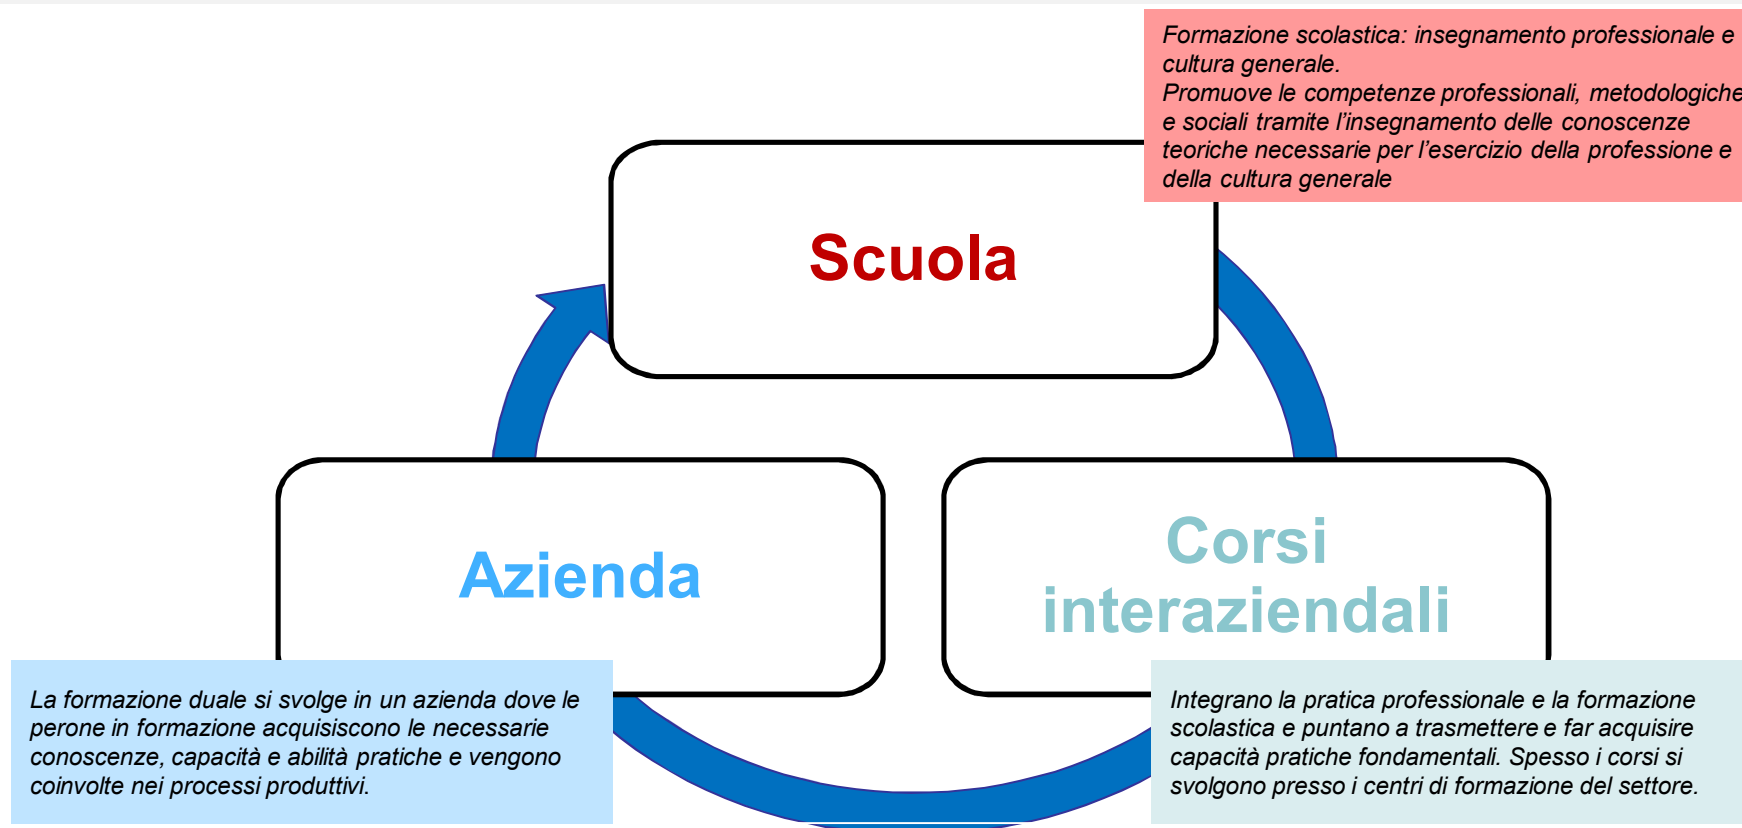 Formazione scolastica: insegnamento professionale e
cultura generale.
Promuove le competenze professionali, metodologiche
e sociali tramite l'insegnamento delle conoscenze
teoriche necessarie per l'esercizio della professione e
della cultura generale
Scuola
Azienda
Corsi
interaziendali
La formazione duale si svolge in un azienda dove le
perone in formazione acquisiscono le necessarie
conoscenze, capacità e abilità pratiche e vengono
coinvolte nei processi produttivi.
Integrano la pratica professionale e la formazione
scolastica e puntano a trasmettere e far acquisire
capacità pratiche fondamentali. Spesso i corsi si
svolgono presso i centri di formazione del settore.